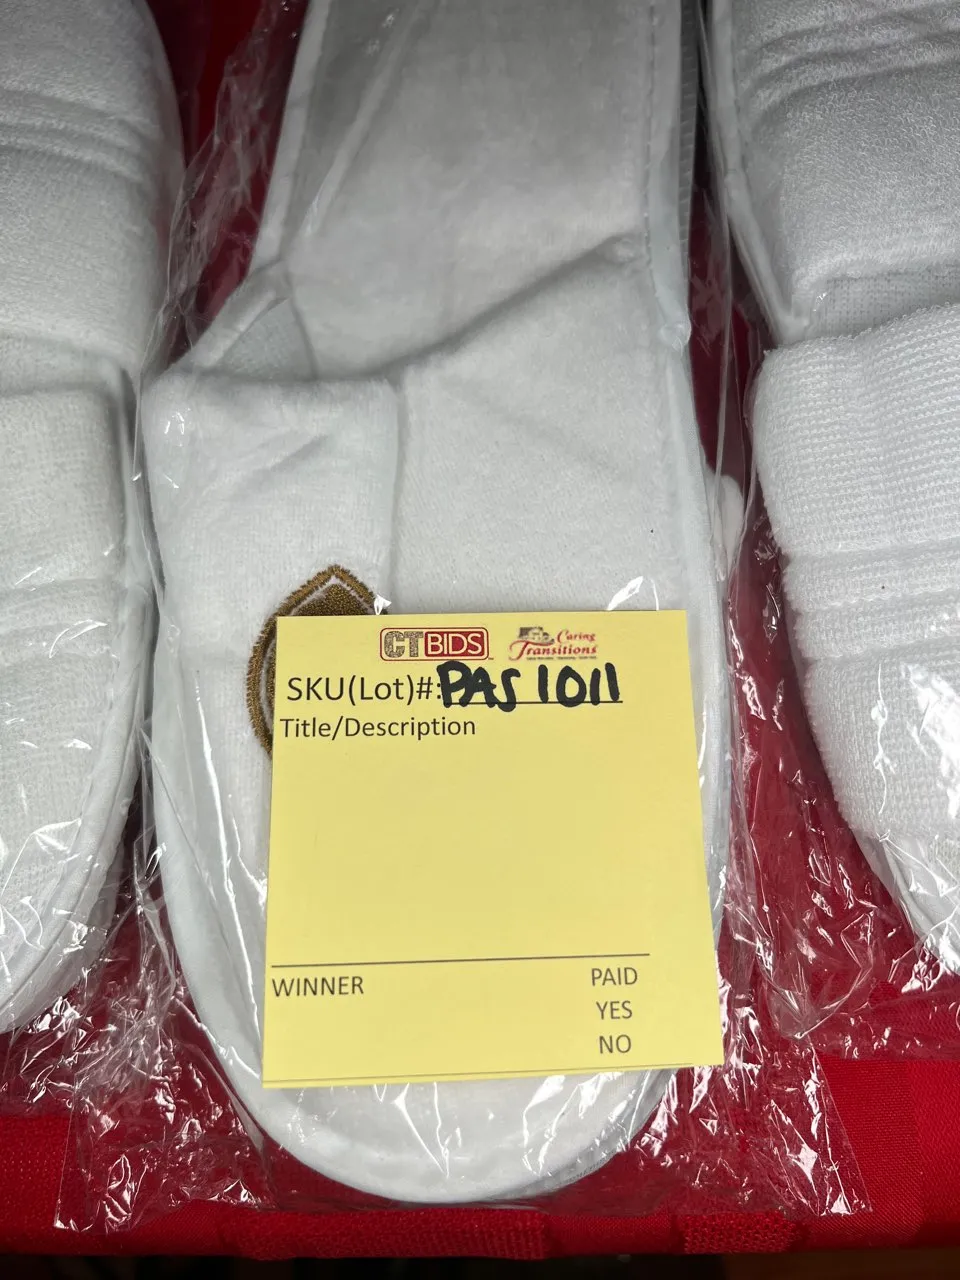 CTBIDS Caring Transitions
SKU(Lot)#: PAS 1011
Title/Description
WINNER PAID
YES
NO